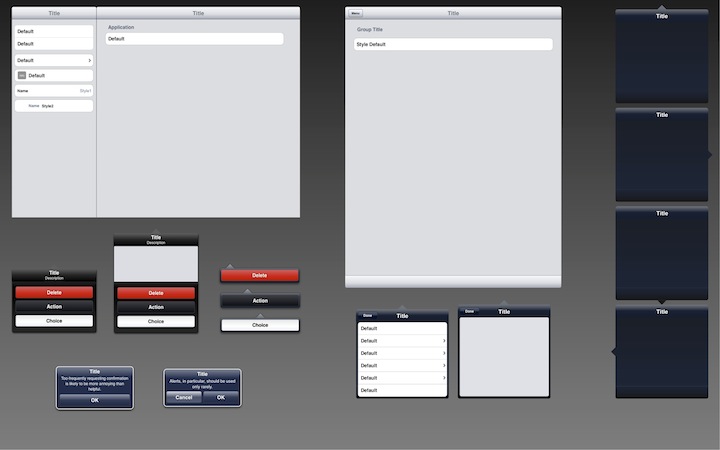 Title
Title
Default
Default
Default
Default
Name Style1
Name Style2
Application
Default
Menu
Title
Group Title
Style Default
Title
Title
Title
Title
Title
Description
Delete
Action
Choice
Title
Description
Delete
Action
Choice
Delete
Action
Choice
Title
Too-frequently requesting confirmation
is likely to be more annoying than
helpful.
OK
Title
Alerts, in particular, should be used
only rarely.
Cancel OK
Done Title
Default
Default
Default
Default
Default
Default
Done Title